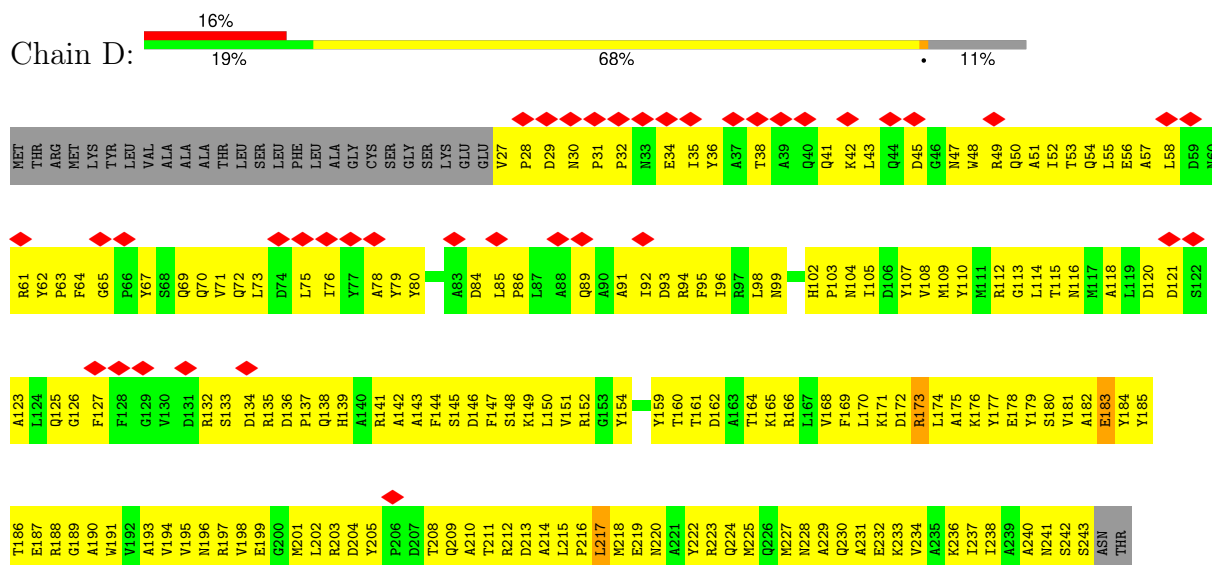 16%
Chain D:
19% 68% • 11%
MET THR ARG MET LYS TYR LEU VAL ALA ALA ALA THR LEU SER LEU PHE LEU ALA GLY CYS SER GLY SER LYS GLU GLU V27 P28 D29 N30 P31 P32 N33 E34 I35 Y36 A37 T38 A39 Q40 Q41 K42 L43 Q44 D45 G46 N47 W48 R49 Q50 A51 I52 T53 Q54 L55 E56 A57 L58 D59 N60
R61 Y62 P63 F64 G65 P66 Y67 S68 Q69 Q70 V71 Q72 L73 D74 L75 I76 Y77 A78 Y79 Y80 A83 D84 L85 P86 L87 A88 Q89 A90 A91 I92 D93 R94 F95 I96 R97 L98 N99 H102 P103 N104 I105 D106 Y107 V108 M109 Y110 M111 R112 G113 L114 T115 N116 M117 A118 L119 D120 D121 S122
A123 L124 Q125 G126 F127 F128 G129 V130 D131 R132 S133 D134 R135 D136 P137 Q138 H139 A140 R141 A142 A143 F144 S145 D146 F147 S148 K149 L150 V151 R152 G153 Y154 Y159 T160 T161 D162 A163 T164 K165 R166 L167 V168 F169 L170 K171 D172 R173 L174 A175 K176 Y177 E178 Y179 S180 V181 A182 E183 Y184 Y185
T186 E187 R188 G189 A190 W191 V192 A193 V194 V195 N196 R197 V198 E199 G200 M201 L202 R203 D204 Y205 P206 D207 T208 Q209 A210 T211 R212 D213 A214 L215 P216 L217 M218 E219 N220 A221 Y222 R223 Q224 M225 Q226 M227 N228 A229 Q230 A231 E232 K233 V234 A235 K236 I237 I238 A239 A240 N241 S242 S243 ASN THR